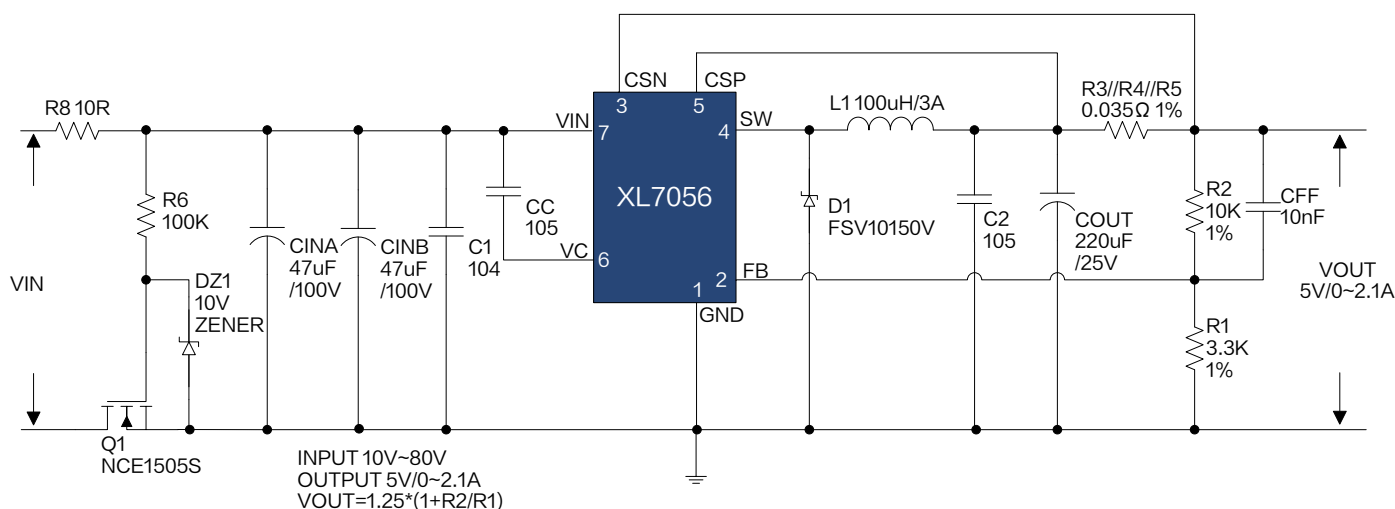 CSN
CSP
3
5
R8 10R
VIN
7
4
SW
L1 100uH/3A
R3//R4//R5
0.035Ω 1%
XL7056
R6
100K
CINA
47uF
/100V
CINB
47uF
/100V
C1
104
CC
105
VC
6
D1
FSV10150V
C2
105
COUT
220uF
/25V
R2
10K
1%
CFF
10nF
VIN
DZ1
10V
ZENER
2
FB
1
GND
VOUT
5V/0~2.1A
R1
3.3K
1%
Q1
NCE1505S
INPUT 10V~80V
OUTPUT 5V/0~2.1A
VOUT=1.25*(1+R2/R1)